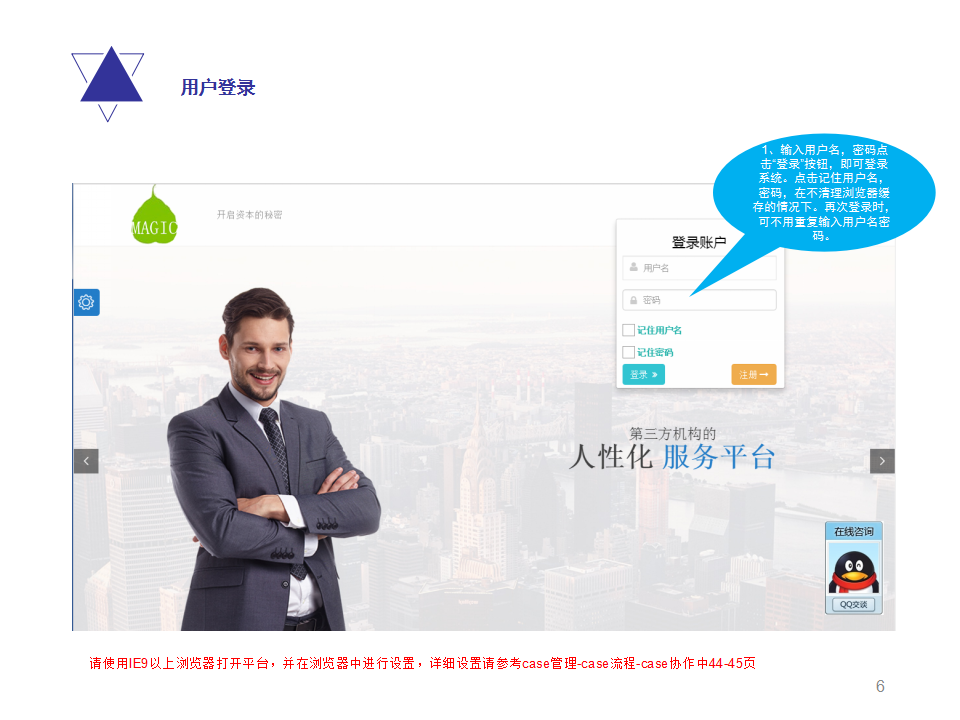 用户登录
1、输入用户名，密码点
击“登录”按钮，即可登录
系统。点击记住用户名，
密码，在不清理浏览器缓
存的情况下。再次登录时，
可不用重复输入用户名密
码。
MAGIC
开启资本的秘密
登录账户
用户名
密码
记住用户名
记住密码
登录
注册
第三方机构的
人性化 服务平台
在线咨询
QQ交谈
请使用IE9以上浏览器打开平台，并在浏览器中进行设置，详细设置请参考case管理-case流程-case协作中44-45页
6